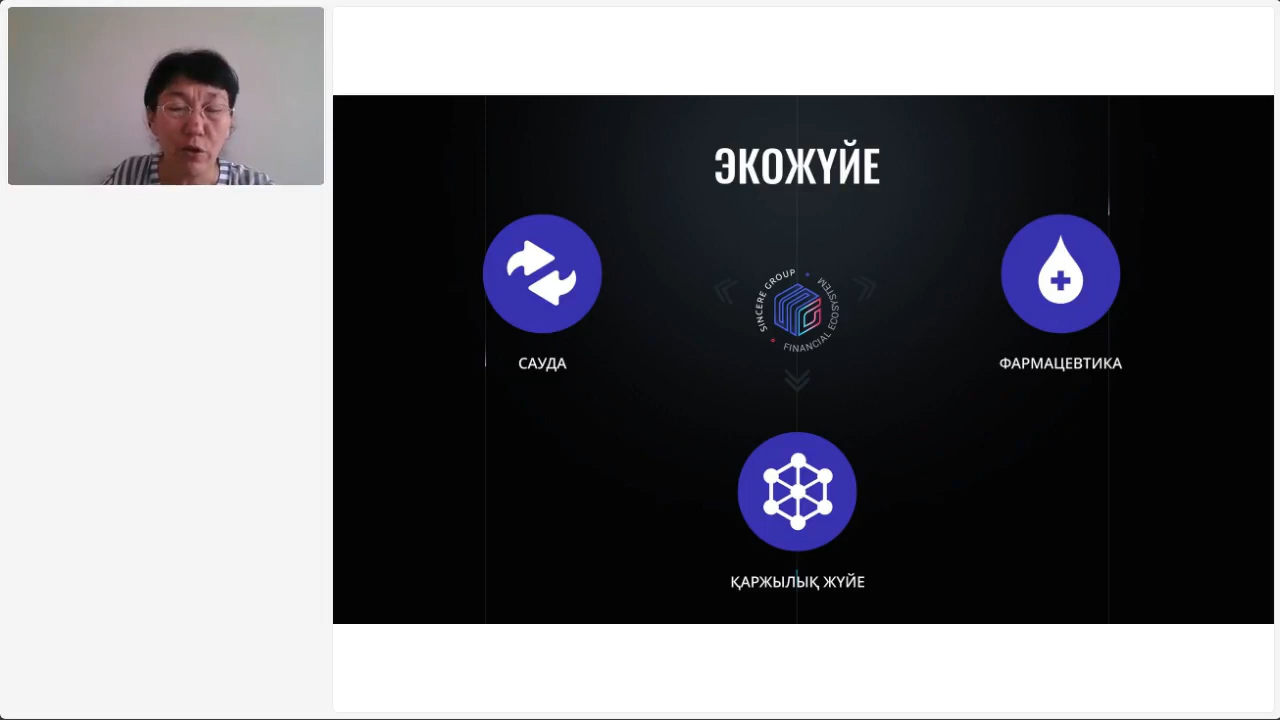 ЭКОЖҮЙЕ
SINCERE GROUP
FINANCIAL ECOSYSTEM
САУДА
ФАРМАЦЕВТИКА
ҚАРЖЫЛЫҚ ЖҮЙЕ